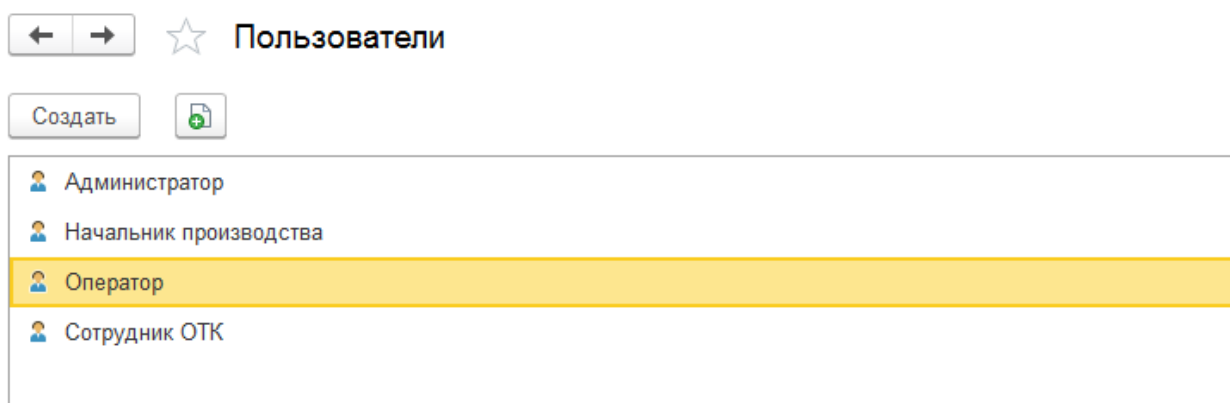 Пользователи
Создать
Администратор
Начальник производства
Оператор
Сотрудник ОТК